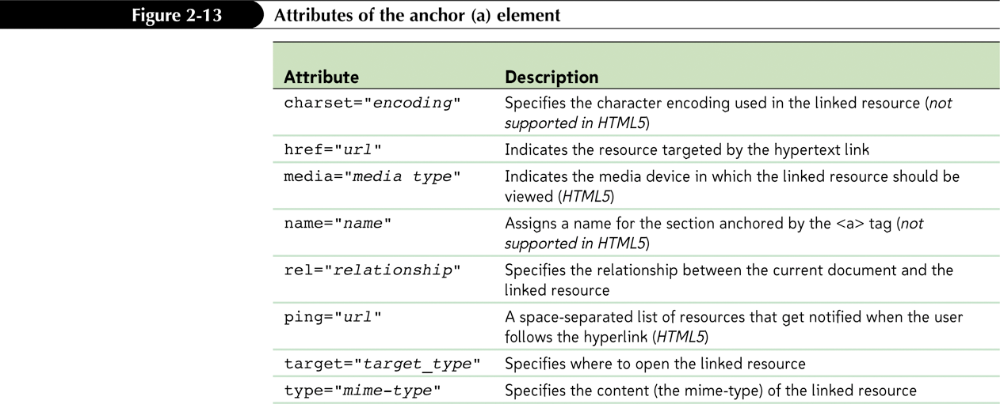 Figure 2-13 Attributes of the anchor (a) element
Attribute Description
charset="encoding" Specifies the character encoding used in the linked resource (not
supported in HTML5)
href="url" Indicates the resource targeted by the hypertext link
media="media type" Indicates the media device in which the linked resource should be
viewed (HTML5)
name="name" Assigns a name for the section anchored by the <a> tag (not
supported in HTML5)
rel="relationship" Specifies the relationship between the current document and the
linked resource
ping="url" A space-separated list of resources that get notified when the user
follows the hyperlink (HTML5)
target="target_type" Specifies where to open the linked resource
type="mime-type" Specifies the content (the mime-type) of the linked resource